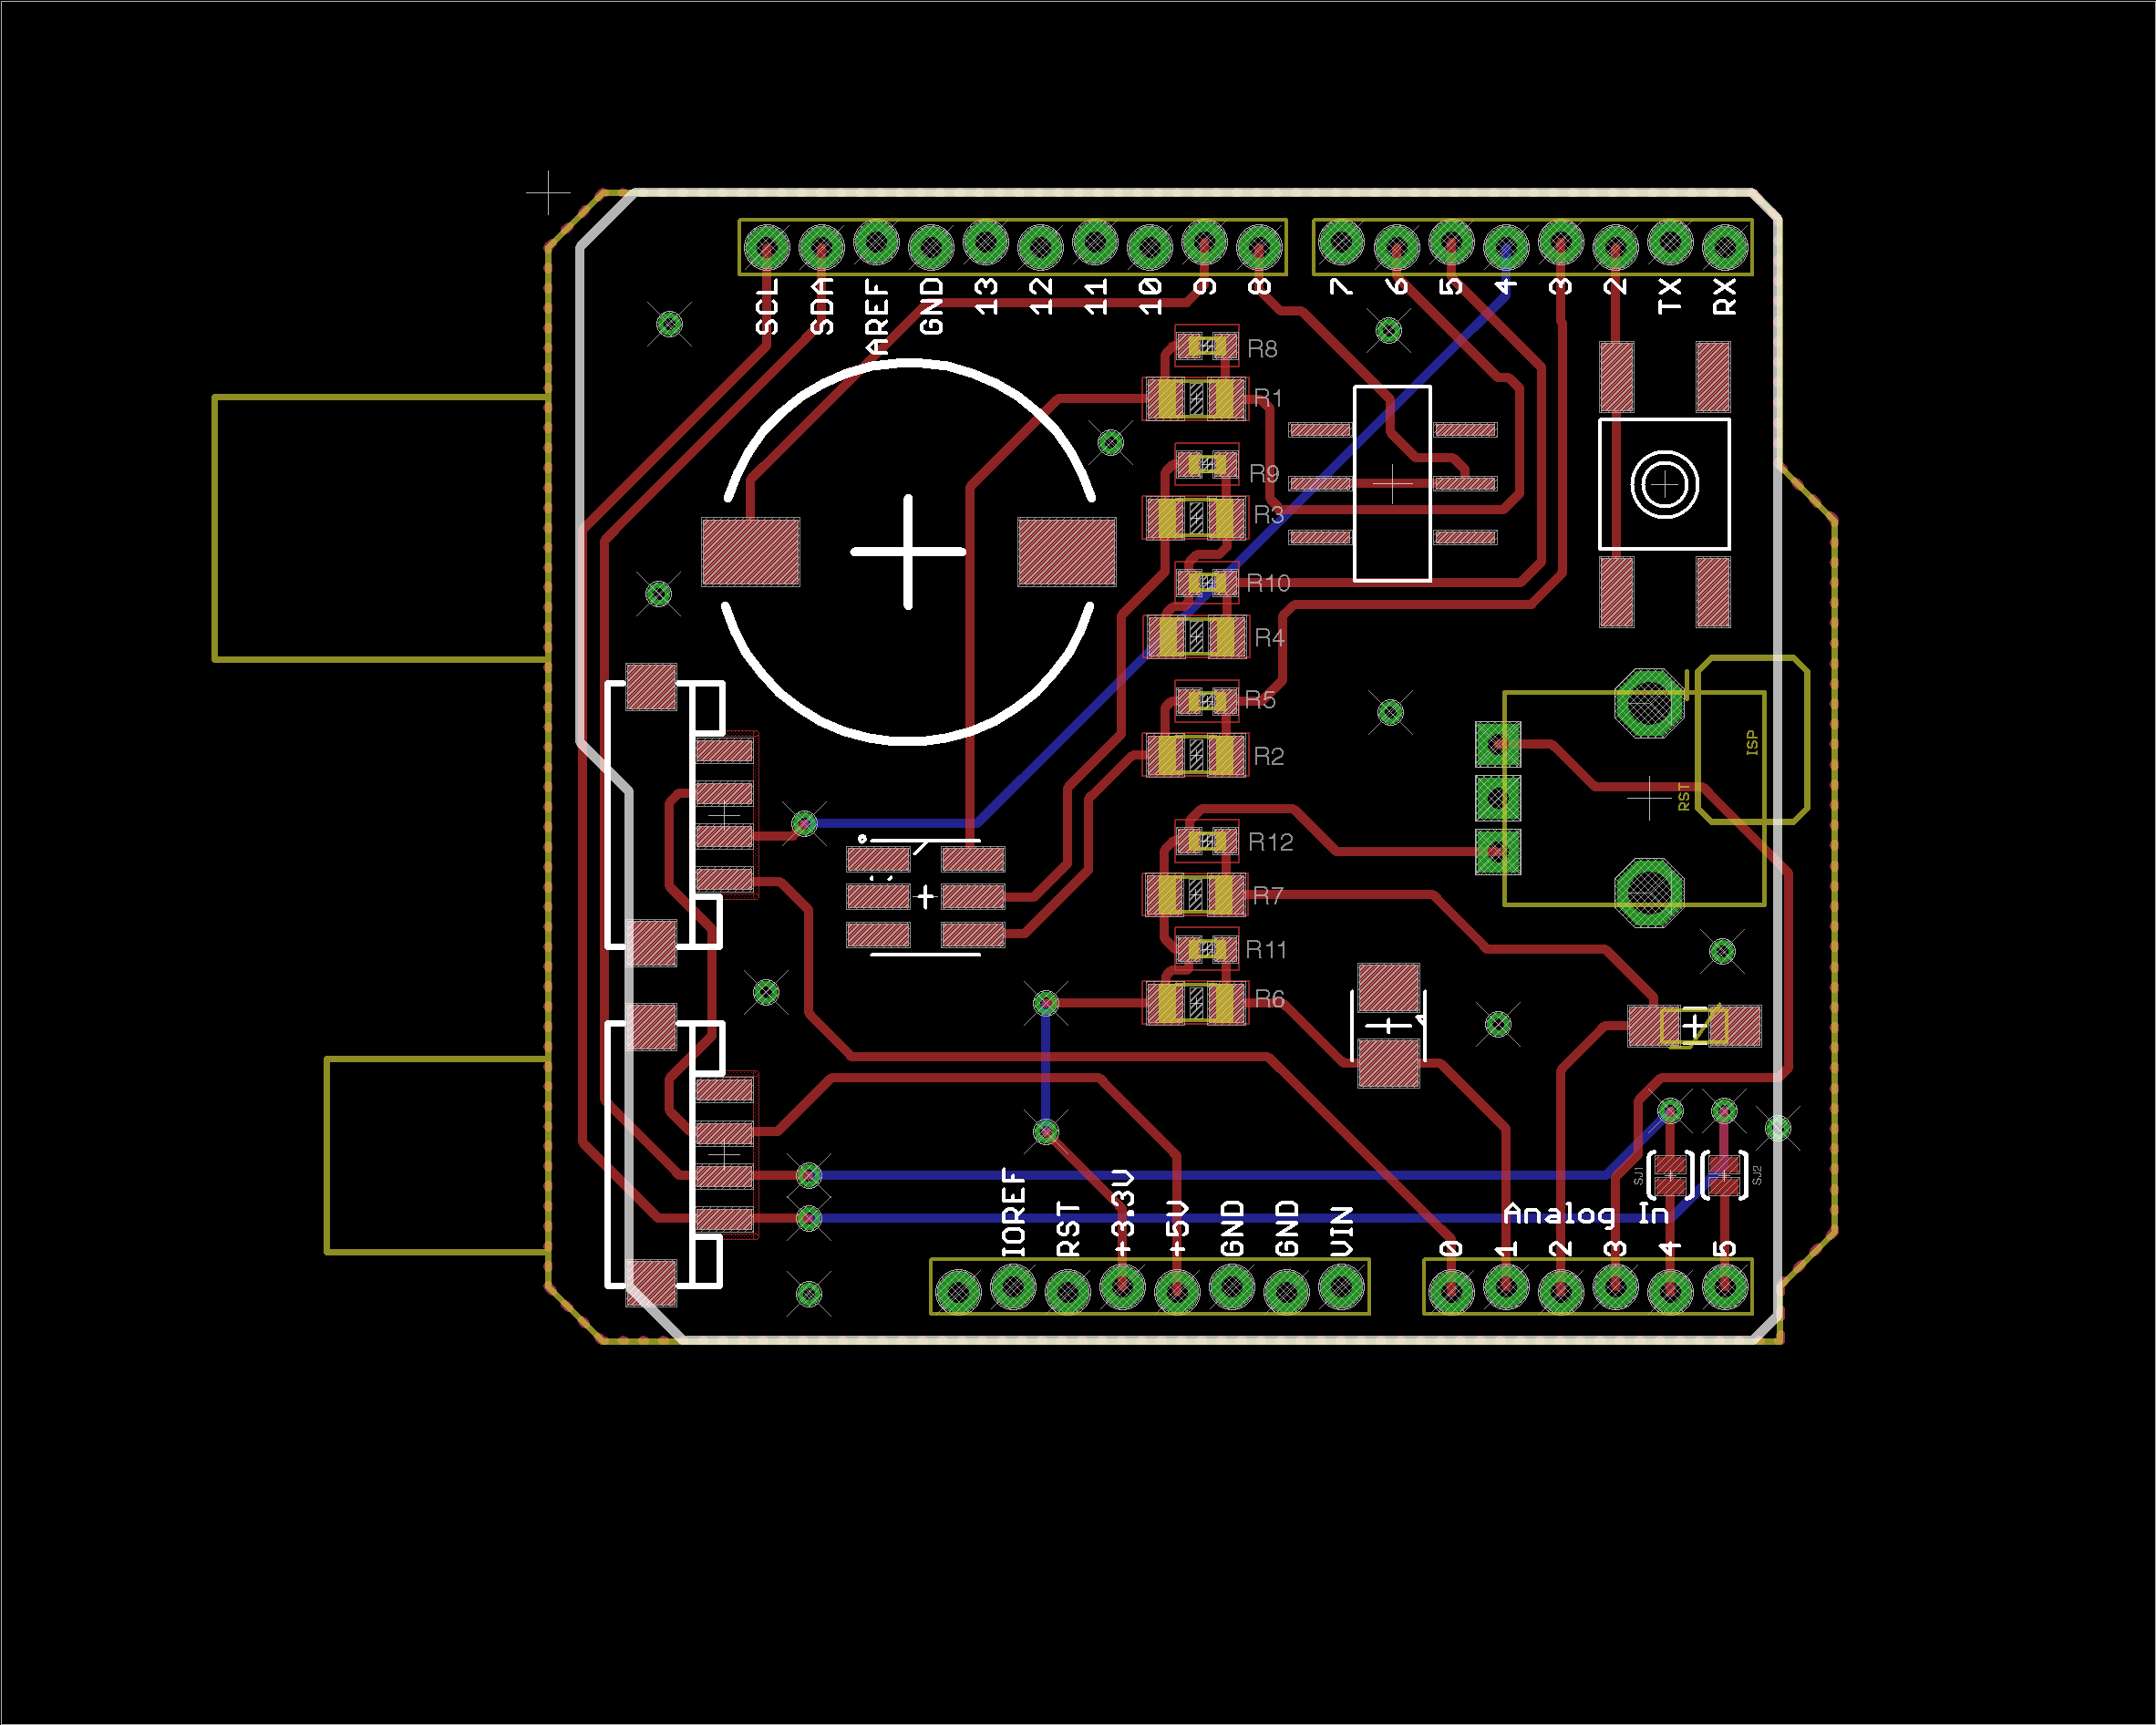 SCL
SDA
AREF
GND
13
12
11
10
9
8
7
6
5
4
3
2
TX
RX
R8
R1
R9
R3
R10
R4
R5
R2
R12
R7
R11
R6
ISP
RST
SJ1
SJ2
IOREF
RST
+3.3V
+5V
GND
GND
VIN
Analog In
0
1
2
3
4
5